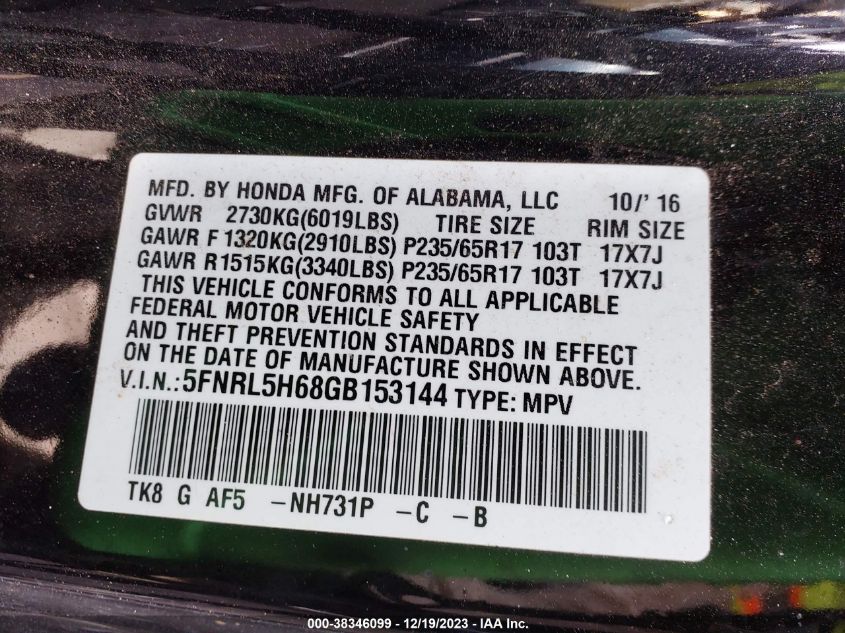 MFD. BY HONDA MFG. OF ALABAMA, LLC 10/'16
GVWR 2730KG(6019LBS) TIRE SIZE RIM SIZE
GAWR F 1320KG(2910LBS) P235/65R17 103T 17X7J
GAWR R1515KG(3340LBS) P235/65R17 103T 17X7J
THIS VEHICLE CONFORMS TO ALL APPLICABLE
FEDERAL MOTOR VEHICLE SAFETY
AND THEFT PREVENTION STANDARDS IN EFFECT
ON THE DATE OF MANUFACTURE SHOWN ABOVE.
V.I.N.:5FNRL5H68GB153144 TYPE: MPV
TK8 G AF5 -NH731P -C -B
000-38346099 - 12/19/2023 - IAA Inc.